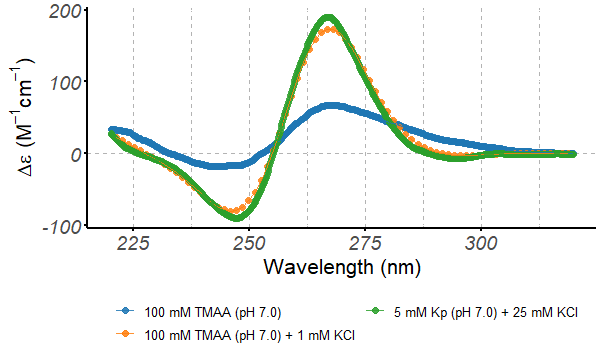 200
100
0
-100
Δε (M⁻¹cm⁻¹)
225 250 275 300
Wavelength (nm)
100 mM TMAA (pH 7.0)
100 mM TMAA (pH 7.0) + 1 mM KCl
5 mM Kp (pH 7.0) + 25 mM KCl